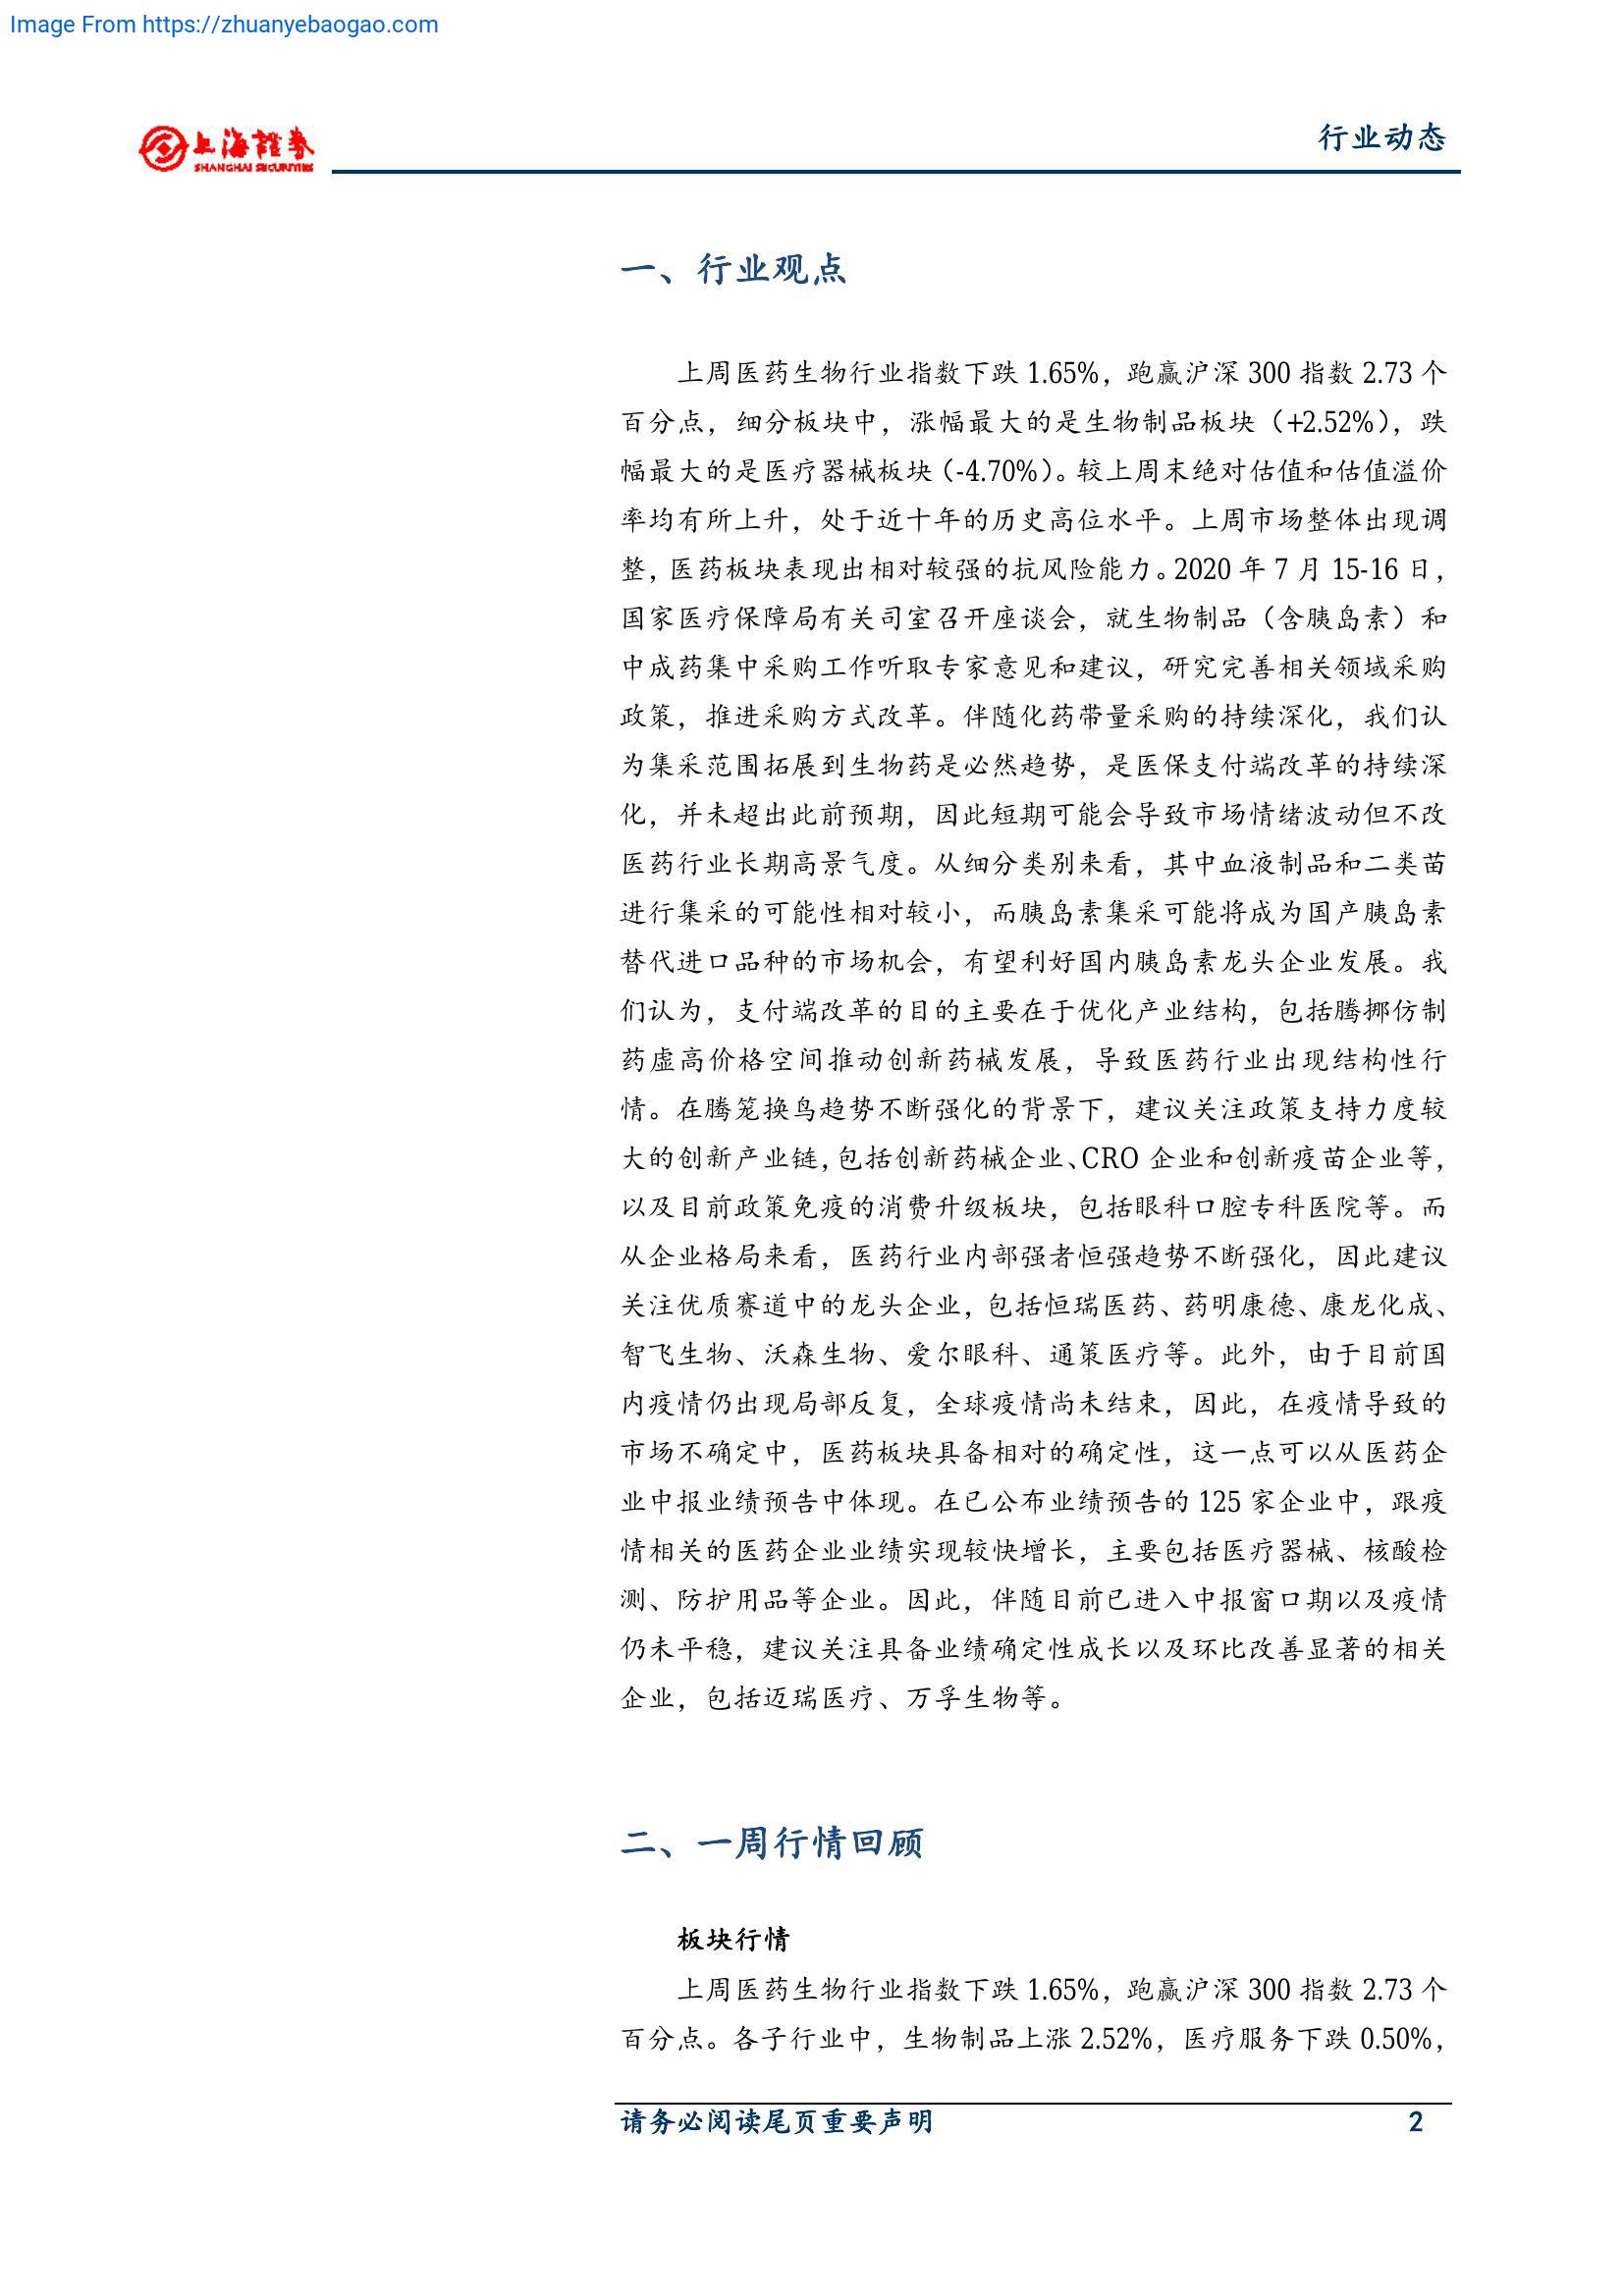 Image From https://zhuanyebaogao.com
上海證券
SHANGHAI SECURITIES
行业动态
一、行业观点
上周医药生物行业指数下跌 1.65%，跑赢沪深 300 指数 2.73 个
百分点，细分板块中，涨幅最大的是生物制品板块（+2.52%），跌
幅最大的是医疗器械板块（-4.70%）。较上周末绝对估值和估值溢价
率均有所上升，处于近十年的历史高位水平。上周市场整体出现调
整，医药板块表现出相对较强的抗风险能力。2020 年 7 月 15-16 日，
国家医疗保障局有关司室召开座谈会，就生物制品（含胰岛素）和
中成药集中采购工作听取专家意见和建议，研究完善相关领域采购
政策，推进采购方式改革。伴随化药带量采购的持续深化，我们认
为集采范围拓展到生物药是必然趋势，是医保支付端改革的持续深
化，并未超出此前预期，因此短期可能会导致市场情绪波动但不改
医药行业长期高景气度。从细分类别来看，其中血液制品和二类苗
进行集采的可能性相对较小，而胰岛素集采可能将成为国产胰岛素
替代进口品种的市场机会，有望利好国内胰岛素龙头企业发展。我
们认为，支付端改革的目的主要在于优化产业结构，包括腾挪仿制
药虚高价格空间推动创新药械发展，导致医药行业出现结构性行
情。在腾笼换鸟趋势不断强化的背景下，建议关注政策支持力度较
大的创新产业链，包括创新药械企业、CRO 企业和创新疫苗企业等，
以及目前政策免疫的消费升级板块，包括眼科口腔专科医院等。而
从企业格局来看，医药行业内部强者恒强趋势不断强化，因此建议
关注优质赛道中的龙头企业，包括恒瑞医药、药明康德、康龙化成、
智飞生物、沃森生物、爱尔眼科、通策医疗等。此外，由于目前国
内疫情仍出现局部反复，全球疫情尚未结束，因此，在疫情导致的
市场不确定中，医药板块具备相对的确定性，这一点可以从医药企
业中报业绩预告中体现。在已公布业绩预告的 125 家企业中，跟疫
情相关的医药企业业绩实现较快增长，主要包括医疗器械、核酸检
测、防护用品等企业。因此，伴随目前已进入中报窗口期以及疫情
仍未平稳，建议关注具备业绩确定性成长以及环比改善显著的相关
企业，包括迈瑞医疗、万孚生物等。
二、一周行情回顾
板块行情
上周医药生物行业指数下跌 1.65%，跑赢沪深 300 指数 2.73 个
百分点。各子行业中，生物制品上涨 2.52%，医疗服务下跌 0.50%，
请务必阅读尾页重要声明
2